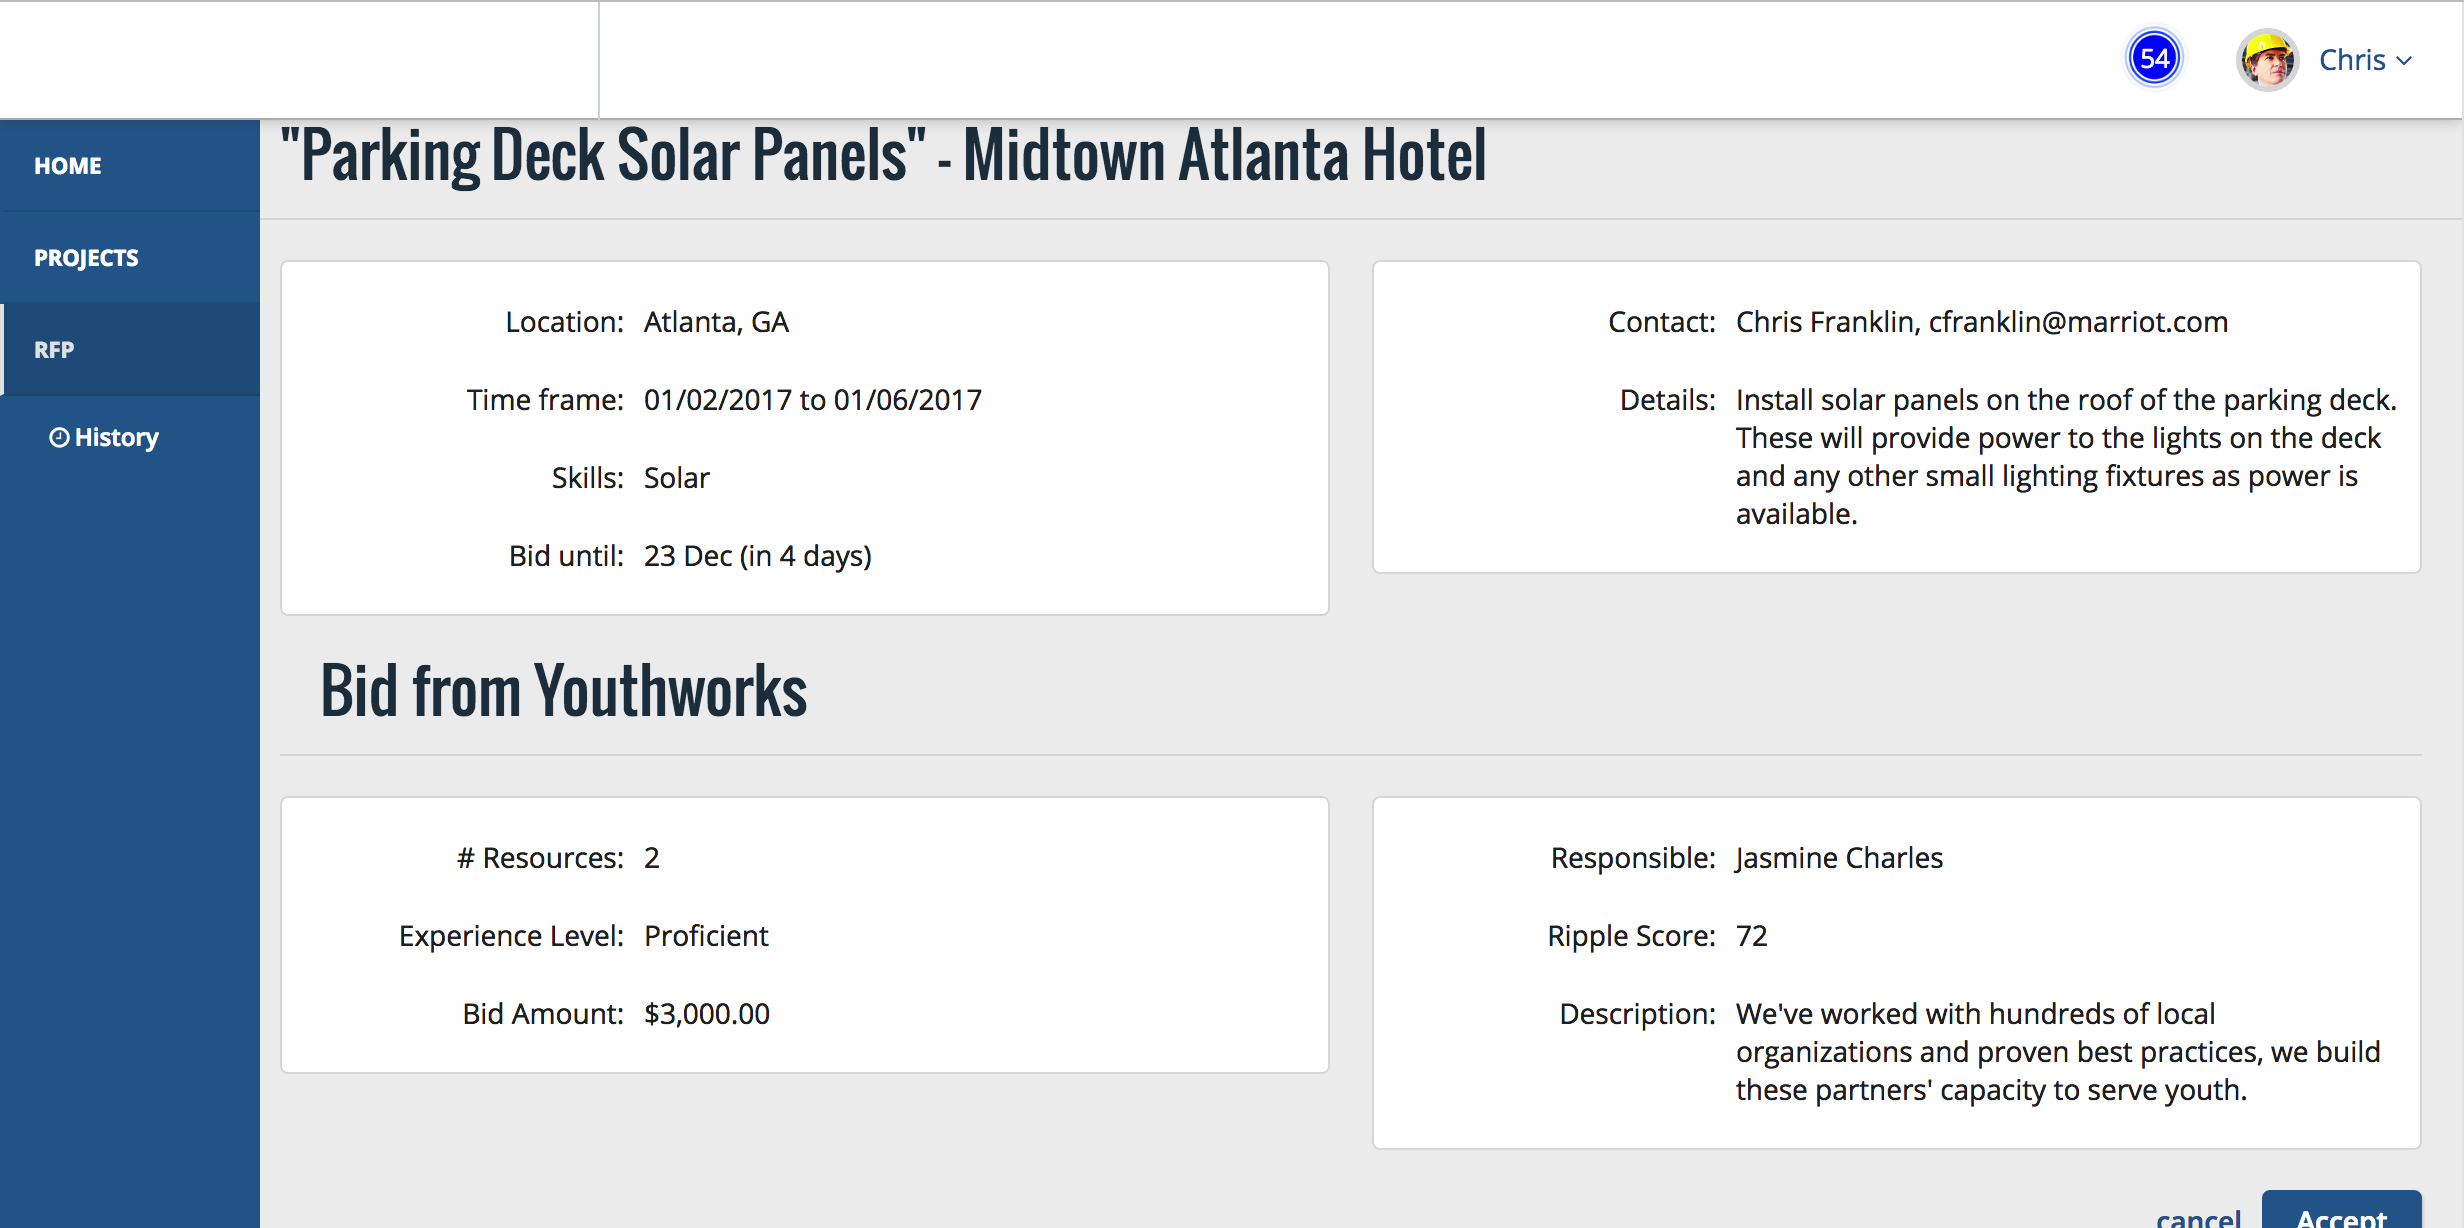 54
Chris
HOME
PROJECTS
RFP
History
"Parking Deck Solar Panels" - Midtown Atlanta Hotel
Location: Atlanta, GA
Time frame: 01/02/2017 to 01/06/2017
Skills: Solar
Bid until: 23 Dec (in 4 days)
Contact: Chris Franklin, cfranklin@marriot.com
Details: Install solar panels on the roof of the parking deck.
These will provide power to the lights on the deck
and any other small lighting fixtures as power is
available.
Bid from Youthworks
# Resources: 2
Experience Level: Proficient
Bid Amount: $3,000.00
Responsible: Jasmine Charles
Ripple Score: 72
Description: We've worked with hundreds of local
organizations and proven best practices, we build
these partners' capacity to serve youth.
cancel
Accept